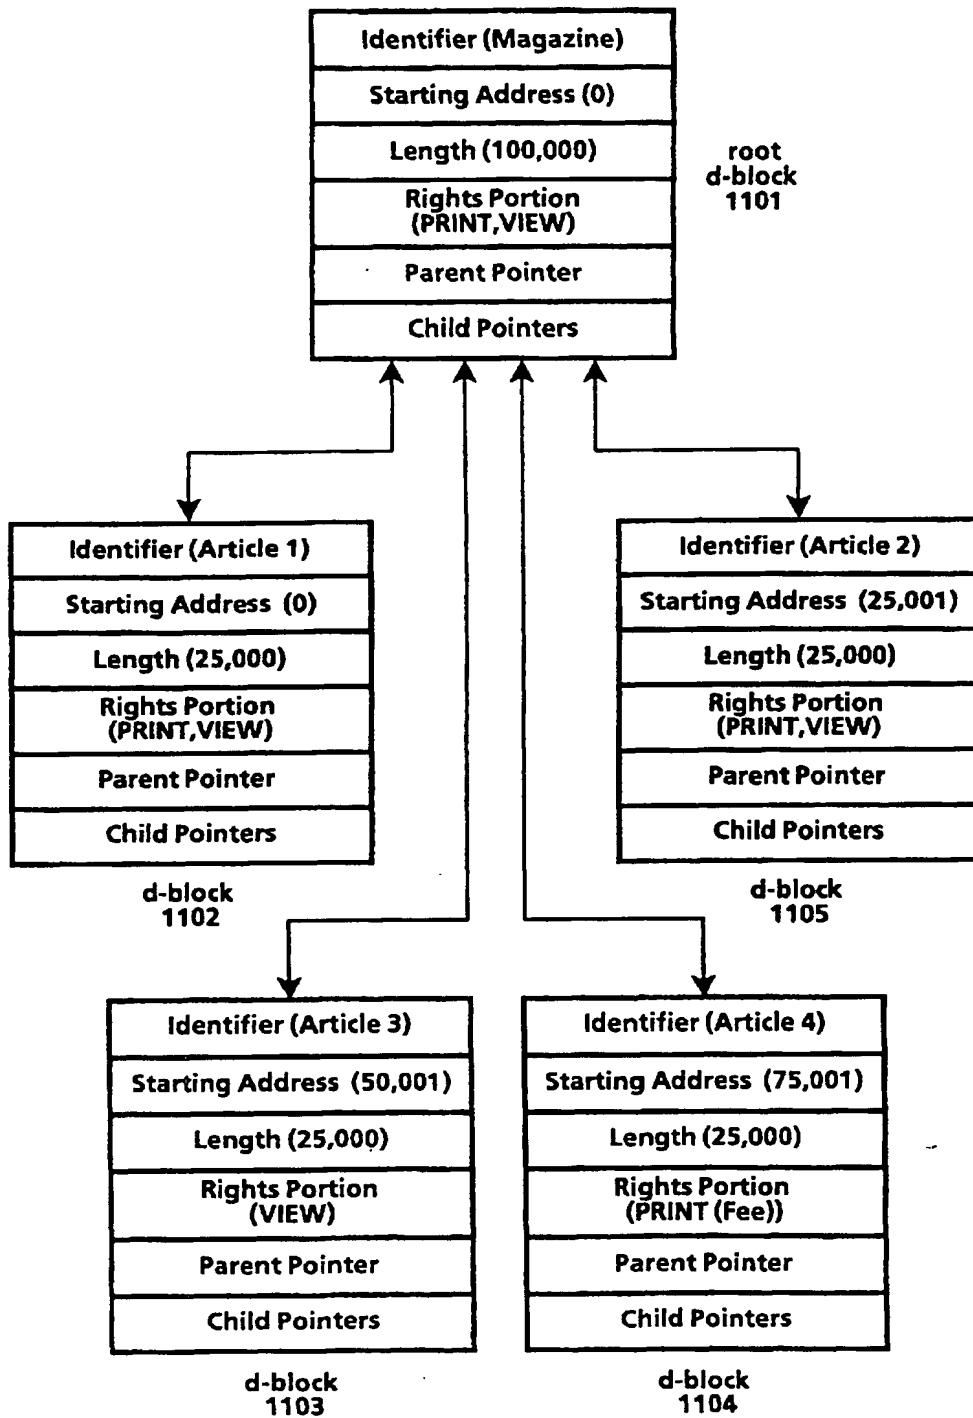 Identifier (Magazine)
Starting Address (0)
Length (100,000)
Rights Portion
(PRINT,VIEW)
Parent Pointer
Child Pointers
root
d-block
1101
Identifier (Article 1)
Starting Address (0)
Length (25,000)
Rights Portion
(PRINT,VIEW)
Parent Pointer
Child Pointers
d-block
1102
Identifier (Article 2)
Starting Address (25,001)
Length (25,000)
Rights Portion
(PRINT,VIEW)
Parent Pointer
Child Pointers
d-block
1105
Identifier (Article 3)
Starting Address (50,001)
Length (25,000)
Rights Portion
(VIEW)
Parent Pointer
Child Pointers
d-block
1103
Identifier (Article 4)
Starting Address (75,001)
Length (25,000)
Rights Portion
(PRINT (Fee))
Parent Pointer
Child Pointers
d-block
1104